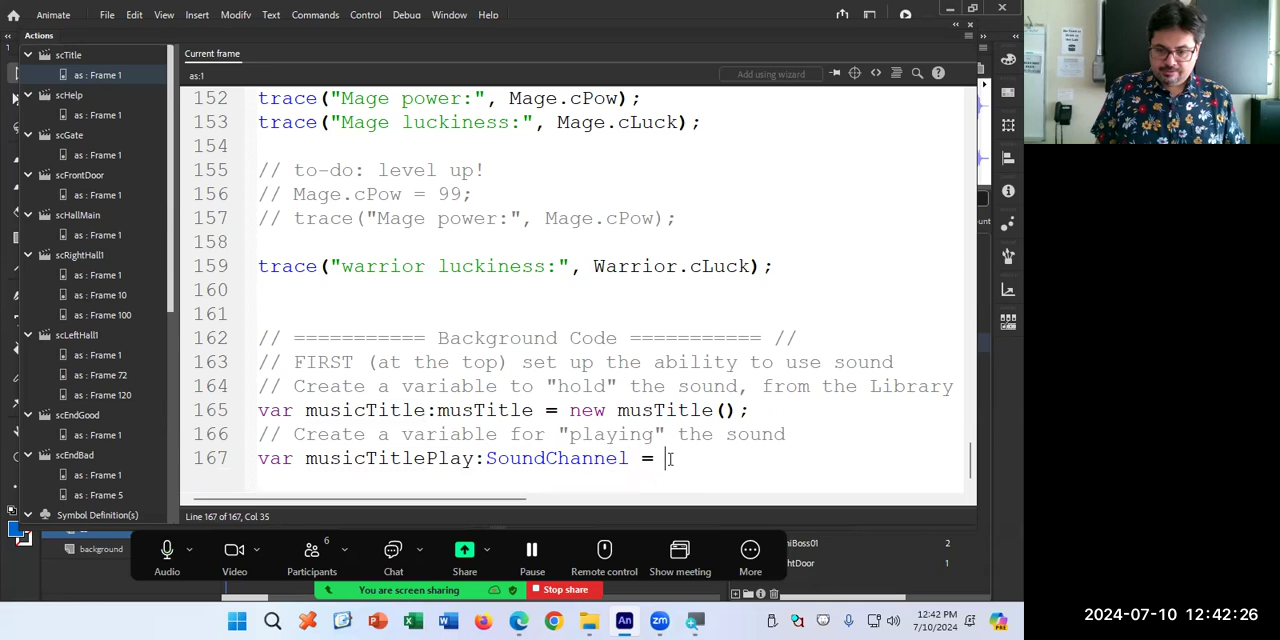 Animate File Edit View Insert Modify Text Commands Control Debug Window Help
Actions
scTitle
as : Frame 1
scHelp
as : Frame 1
scGate
as : Frame 1
scFrontDoor
as : Frame 1
scHallMain
as : Frame 1
scRightHall1
as : Frame 1
as : Frame 10
as : Frame 100
scLeftHall1
as : Frame 1
as : Frame 72
as : Frame 120
scEndGood
as : Frame 1
scEndBad
as : Frame 1
as : Frame 5
Symbol Definition(s)
background
Current frame
as:1
Add using wizard
152 trace("Mage power:", Mage.cPow);
153 trace("Mage luckiness:", Mage.cLuck);
154
155 // to-do: level up!
156 // Mage.cPow = 99;
157 // trace("Mage power:", Mage.cPow);
158
159 trace("warrior luckiness:", Warrior.cLuck);
160
161
162 // =========== Background Code =========== //
163 // FIRST (at the top) set up the ability to use sound
164 // Create a variable to "hold" the sound, from the Library
165 var musicTitle:musTitle = new musTitle();
166 // Create a variable for "playing" the sound
167 var musicTitlePlay:SoundChannel =
Line 167 of 167, Col 35
Audio Video Participants 6 Chat Share Pause Remote control Show meeting More
You are screen sharing Stop share
niBoss01 2
htDoor 1
12:42 PM
7/10/2024
2024-07-10 12:42:26